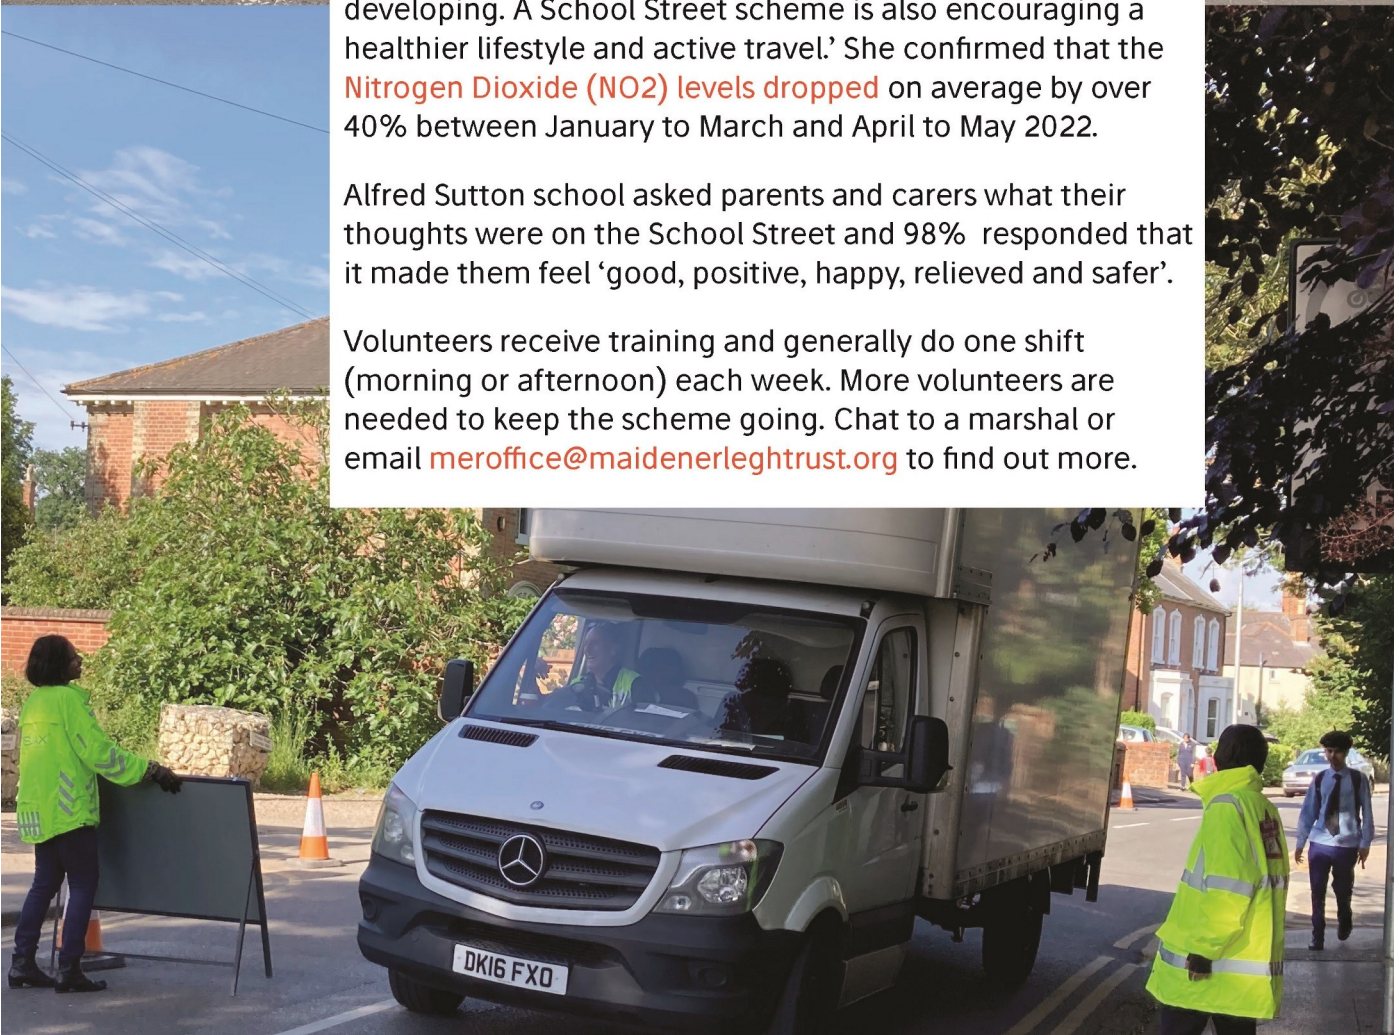 developing. A School Street scheme is also encouraging a
healthier lifestyle and active travel.’ She confirmed that the
Nitrogen Dioxide (NO2) levels dropped on average by over
40% between January to March and April to May 2022.
Alfred Sutton school asked parents and carers what their
thoughts were on the School Street and 98%  responded that
it made them feel ‘good, positive, happy, relieved and safer’.
Volunteers receive training and generally do one shift
(morning or afternoon) each week. More volunteers are
needed to keep the scheme going. Chat to a marshal or
email meroffice@maidenerleghtrust.org to find out more.
DK16 FXO